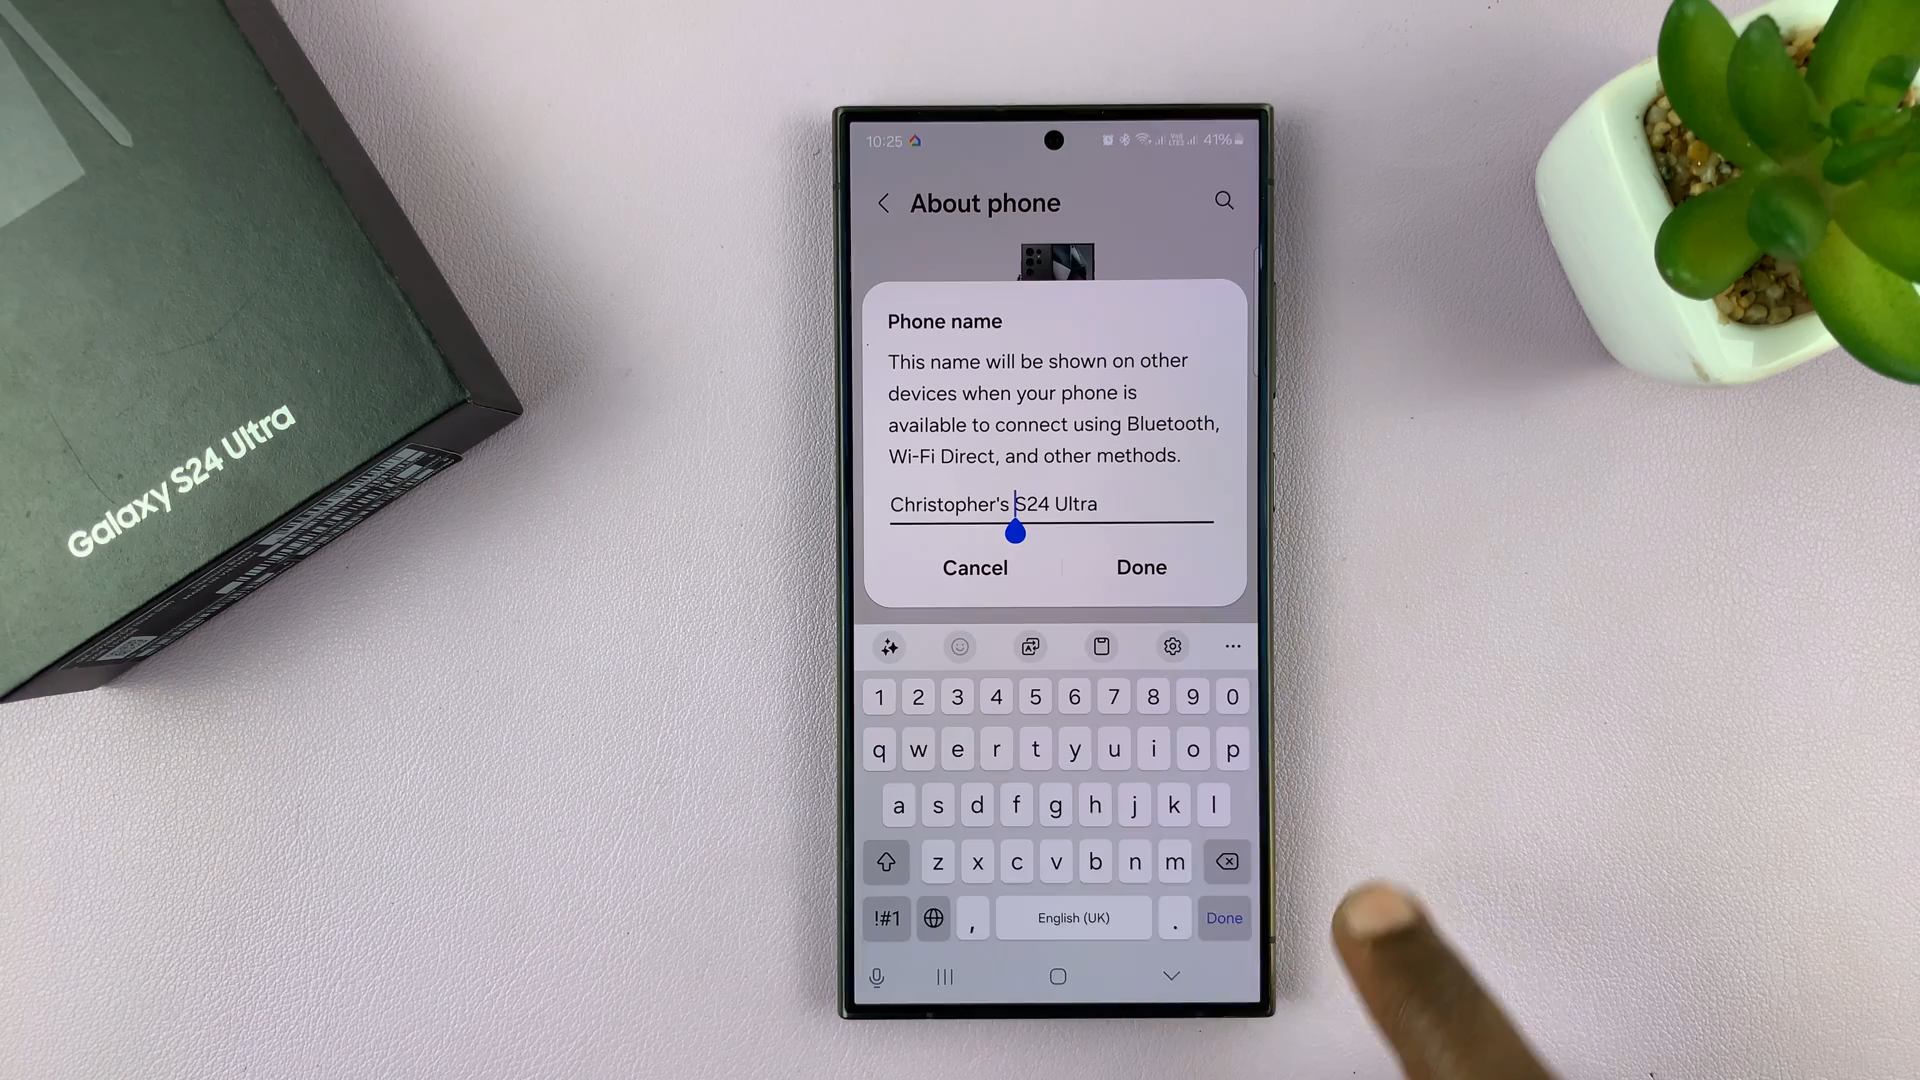 Galaxy S24 Ultra
10:25
41%
About phone
Phone name
This name will be shown on other
devices when your phone is
available to connect using Bluetooth,
Wi-Fi Direct, and other methods.
Christopher's S24 Ultra
Cancel Done
1 2 3 4 5 6 7 8 9 0
q w e r t y u i o p
a s d f g h j k l
z x c v b n m
!#1 , English (UK) . Done